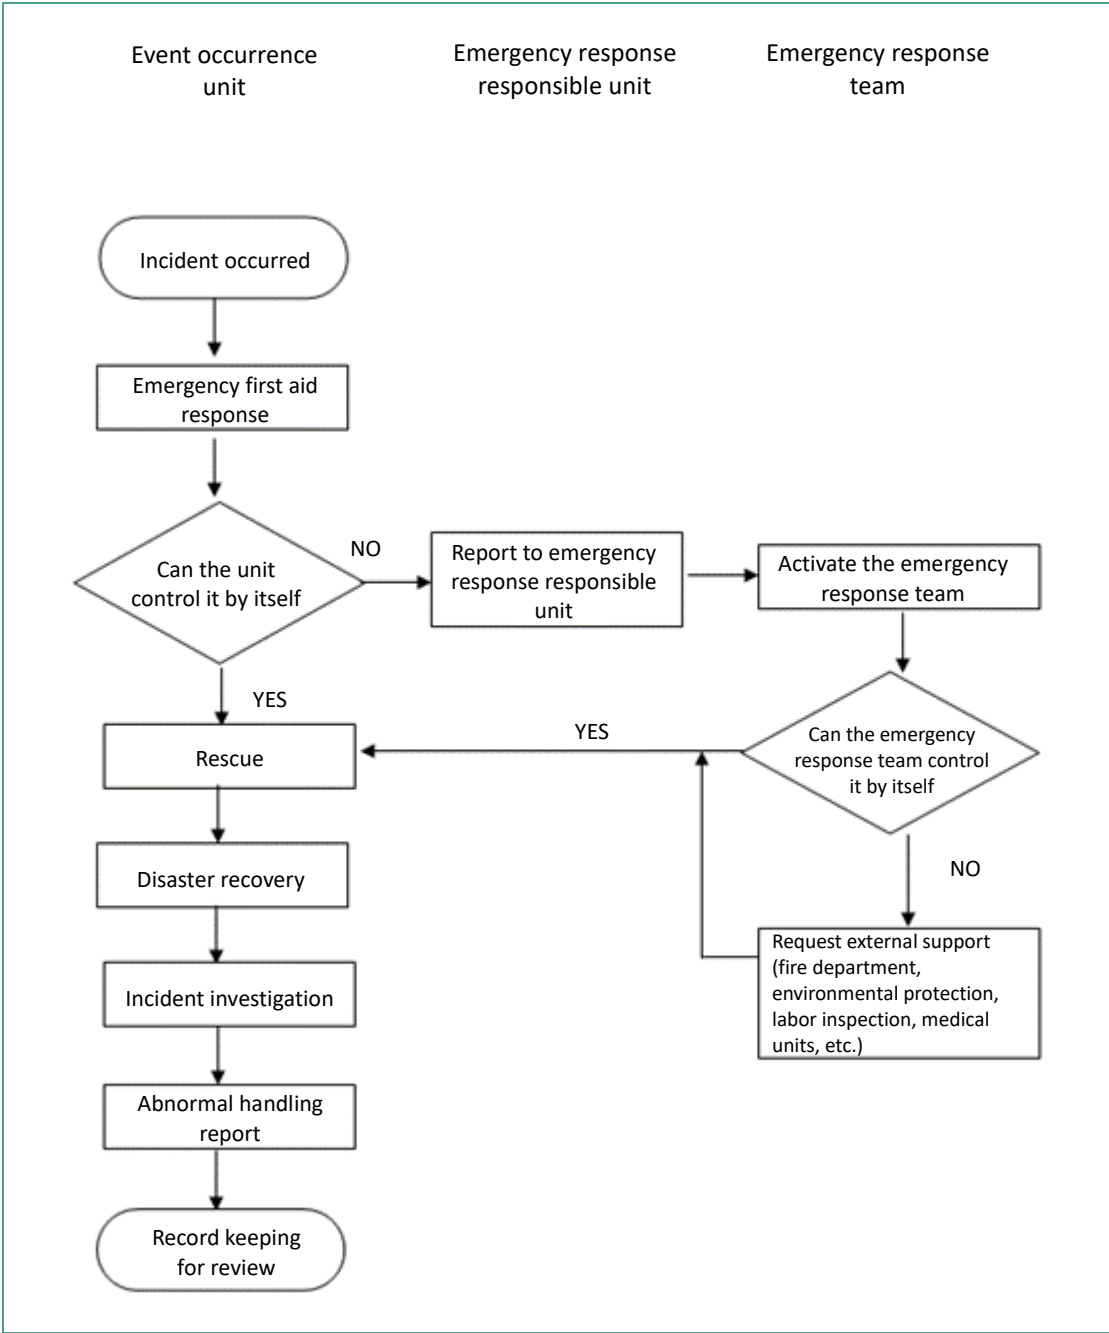 Event occurrence
unit
Emergency response
responsible unit
Emergency response
team
Incident occurred
Emergency first aid
response
Can the unit
control it by itself
NO
Report to emergency
response responsible
unit
Activate the emergency
response team
YES
Rescue
YES
Can the emergency
response team control
it by itself
Disaster recovery
NO
Request external support
(fire department,
environmental protection,
labor inspection, medical
units, etc.)
Incident investigation
Abnormal handling
report
Record keeping
for review